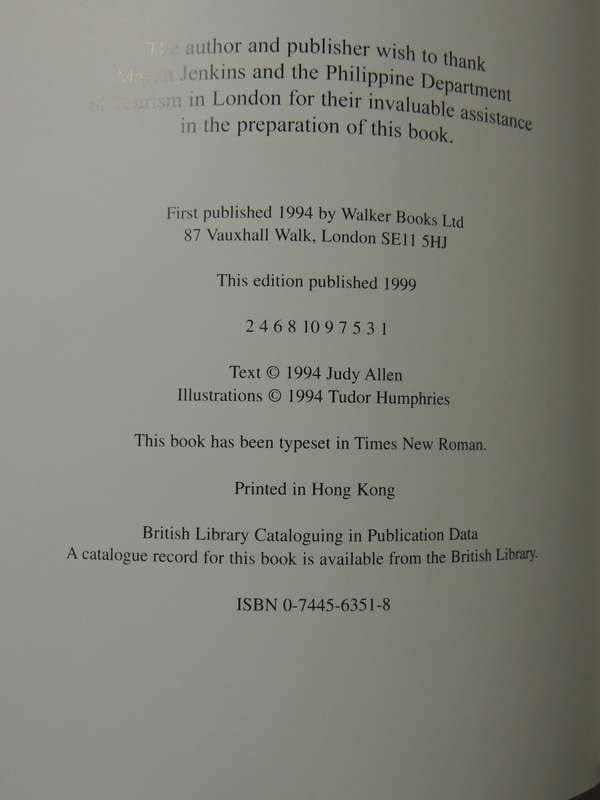 The author and publisher wish to thank
Jenkins and the Philippine Department
of Tourism in London for their invaluable assistance
in the preparation of this book.
First published 1994 by Walker Books Ltd
87 Vauxhall Walk, London SE11 5HJ
This edition published 1999
2 4 6 8 10 9 7 5 3 1
Text © 1994 Judy Allen
Illustrations © 1994 Tudor Humphries
This book has been typeset in Times New Roman.
Printed in Hong Kong
British Library Cataloguing in Publication Data
A catalogue record for this book is available from the British Library.
ISBN 0-7445-6351-8